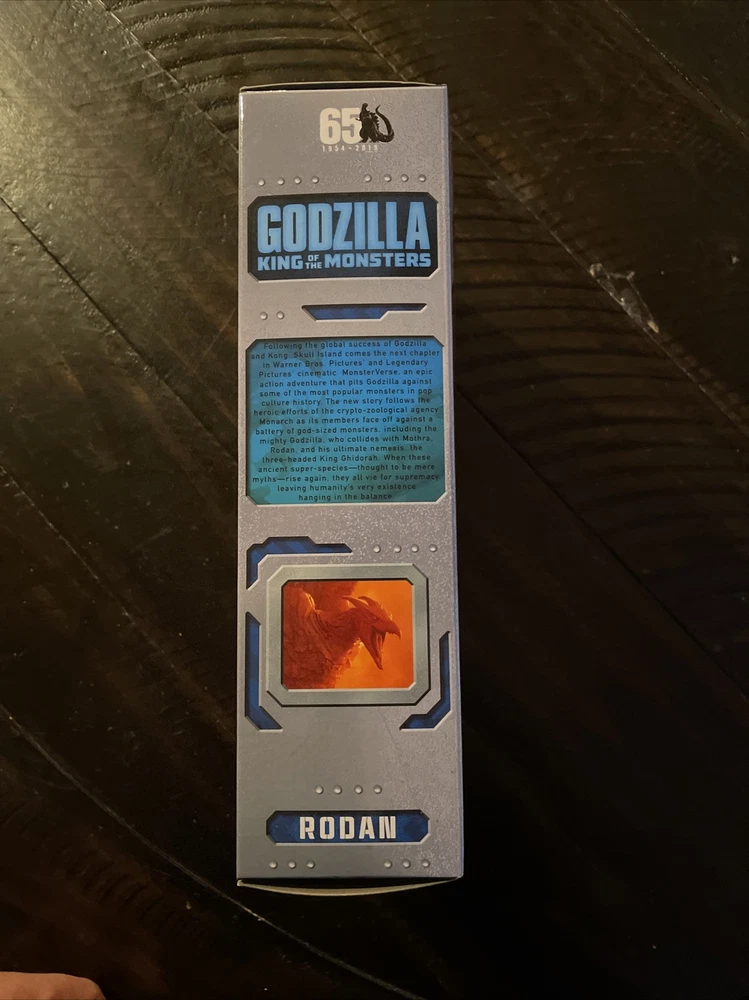 65
1954-2019
GODZILLA
KING OF THE MONSTERS
Following the global success of Godzilla
and Kong: Skull Island comes the next chapter
in Warner Bros. Pictures' and Legendary
Pictures' cinematic MonsterVerse, an epic
action adventure that pits Godzilla against
some of the most popular monsters in pop
culture history. The new story follows the
heroic efforts of the crypto-zoological agency
Monarch as its members face off against a
battery of god-sized monsters, including the
mighty Godzilla, who collides with Mothra,
Rodan, and his ultimate nemesis, the
three-headed King Ghidorah. When these
ancient super-species—thought to be mere
myths—rise again, they all vie for supremacy,
leaving humanity's very existence
hanging in the balance.
RODAN